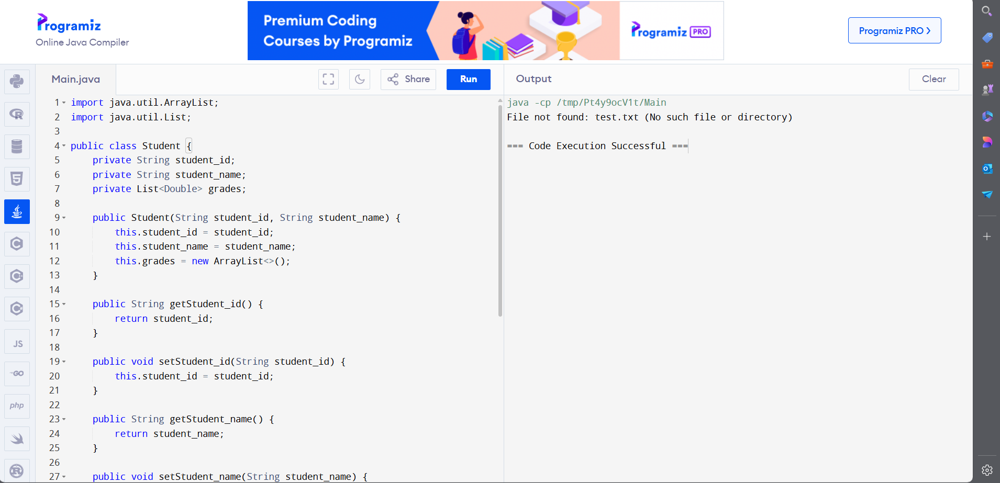 Programiz
Online Java Compiler
Premium Coding
Courses by Programiz
Programiz PRO
Programiz PRO ❯
Main.java
Share
Run
Output
Clear
JS
GO
php
1 import java.util.ArrayList;
2 import java.util.List;
3
4 public class Student {
5 private String student_id;
6 private String student_name;
7 private List<Double> grades;
8
9 public Student(String student_id, String student_name) {
10 this.student_id = student_id;
11 this.student_name = student_name;
12 this.grades = new ArrayList<>();
13 }
14
15 public String getStudent_id() {
16 return student_id;
17 }
18
19 public void setStudent_id(String student_id) {
20 this.student_id = student_id;
21 }
22
23 public String getStudent_name() {
24 return student_name;
25 }
26
27 public void setStudent_name(String student_name) {
java -cp /tmp/Pt4y9ocV1t/Main
File not found: test.txt (No such file or directory)
=== Code Execution Successful ===